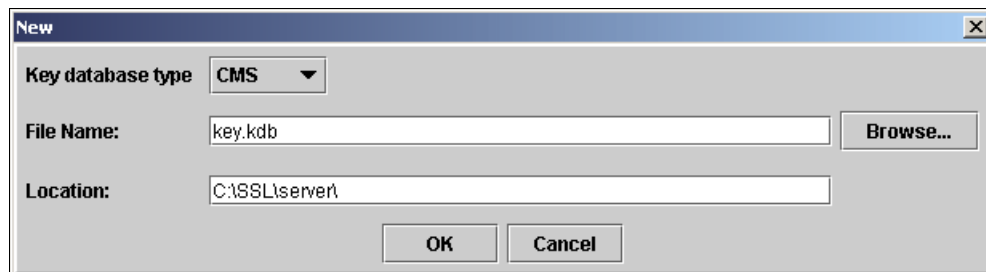 New
Key database type CMS
File Name: key.kdb Browse...
Location: C:\SSL\server\
OK Cancel